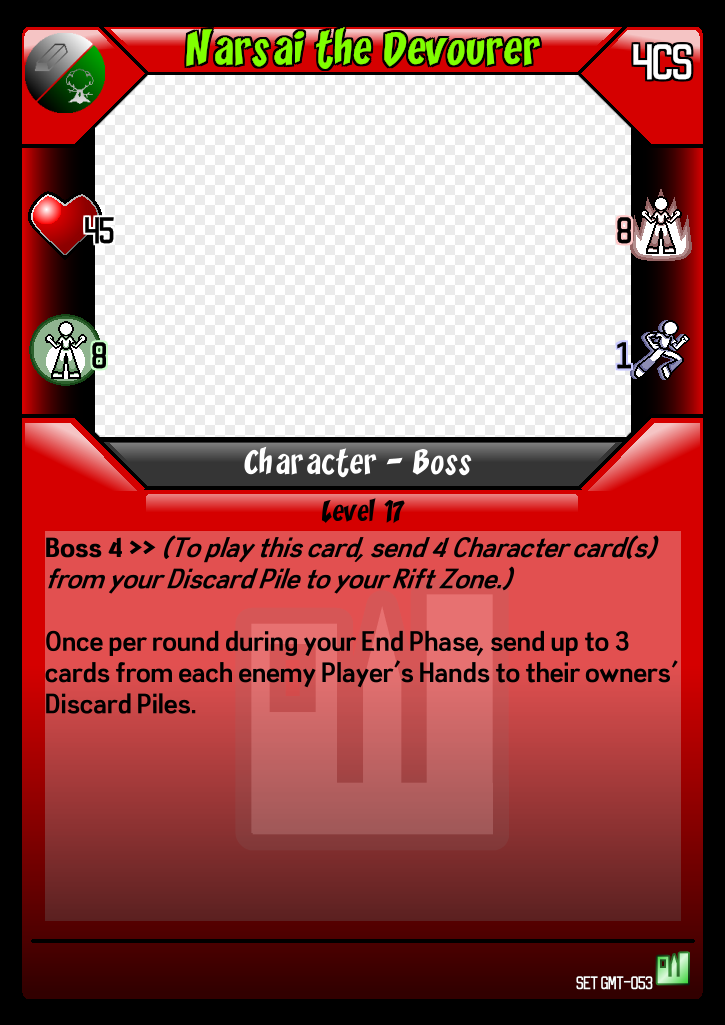 Narsai the Devourer
4CS
45
8
8
1
Character - Boss
Level 17
Boss 4 >> (To play this card, send 4 Character card(s)
from your Discard Pile to your Rift Zone.)
Once per round during your End Phase, send up to 3
cards from each enemy Player's Hands to their owners'
Discard Piles.
SET GMT-053